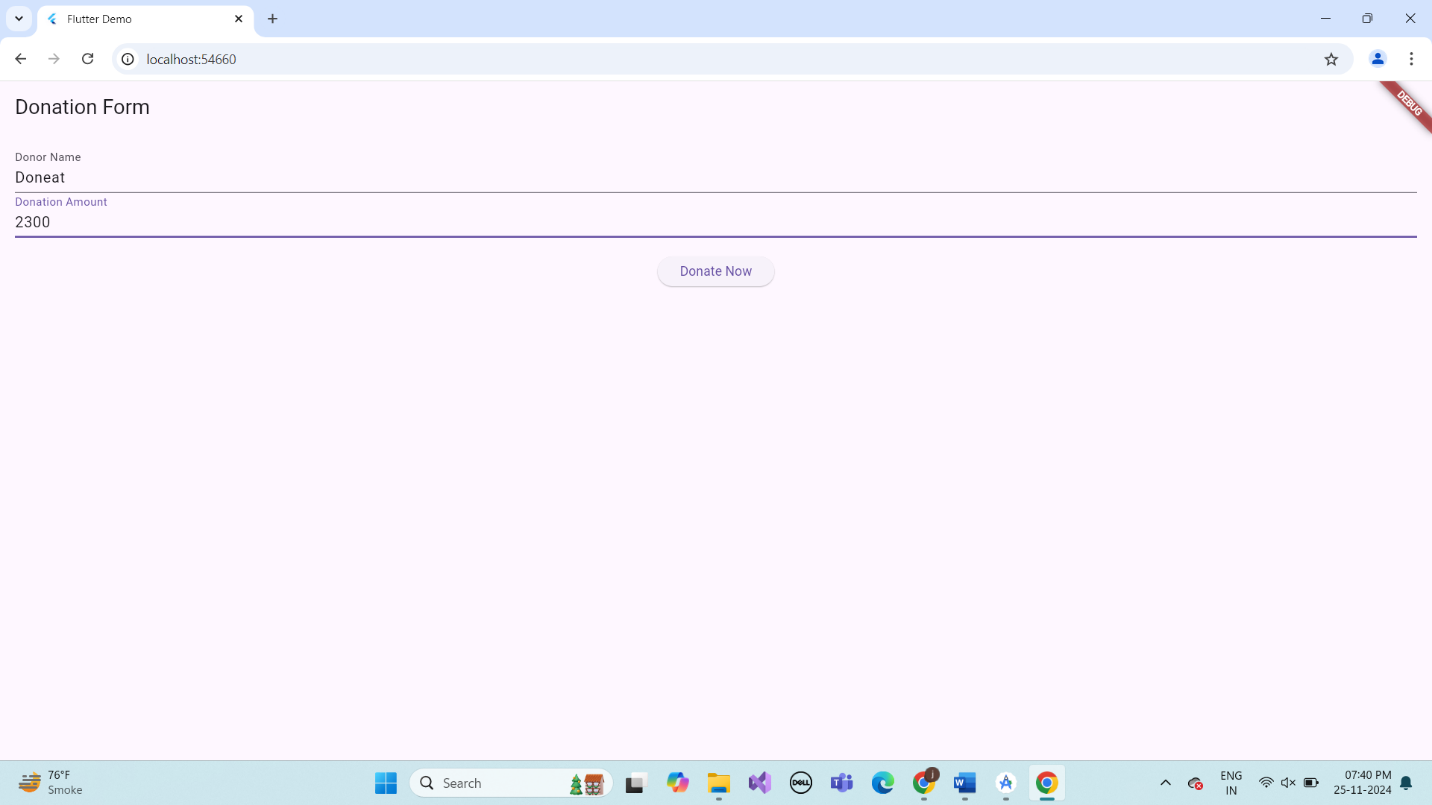 Flutter Demo
localhost:54660
DEBUG
Donation Form
Donor Name
Doneat
Donation Amount
2300
Donate Now
76°F
Smoke
Search
DELL
j
W
T
ENG
IN
07:40 PM
25-11-2024